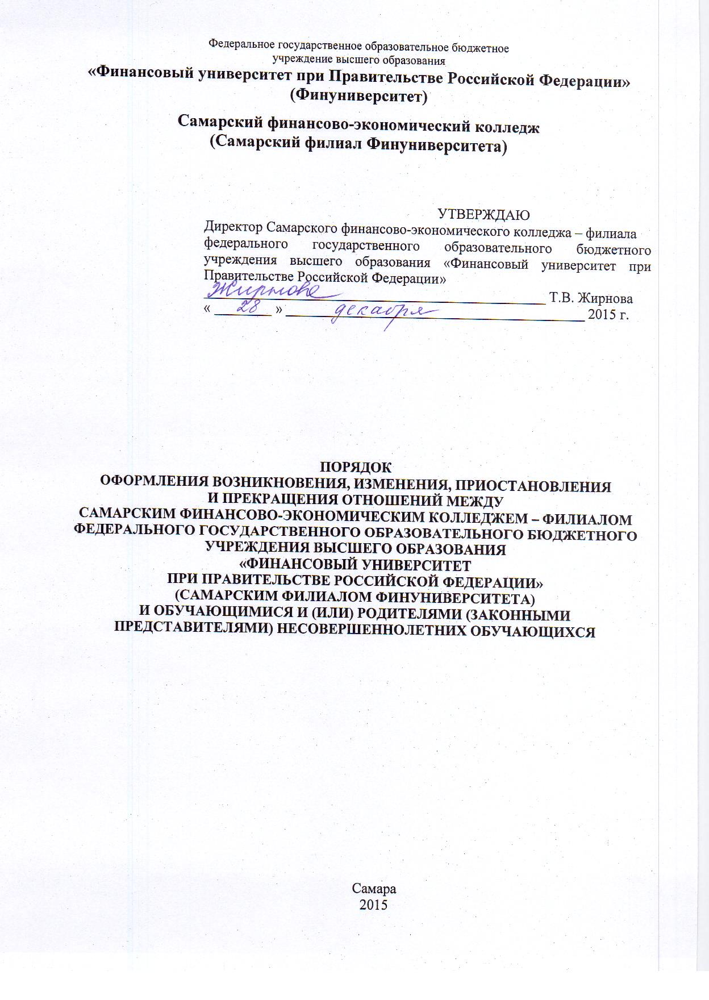 Федеральное государственное образовательное бюджетное
учреждение высшего образования
«Финансовый университет при Правительстве Российской Федерации»
(Финуниверситет)
Самарский финансово-экономический колледж
(Самарский филиал Финуниверситета)
УТВЕРЖДАЮ
Директор Самарского финансово-экономического колледжа – филиала
федерального государственного образовательного бюджетного
учреждения высшего образования «Финансовый университет при
Правительстве Российской Федерации»
Жирнова Т.В. Жирнова
« 28 » декабря 2015 г.
ПОРЯДОК
ОФОРМЛЕНИЯ ВОЗНИКНОВЕНИЯ, ИЗМЕНЕНИЯ, ПРИОСТАНОВЛЕНИЯ
И ПРЕКРАЩЕНИЯ ОТНОШЕНИЙ МЕЖДУ
САМАРСКИМ ФИНАНСОВО-ЭКОНОМИЧЕСКИМ КОЛЛЕДЖЕМ – ФИЛИАЛОМ
ФЕДЕРАЛЬНОГО ГОСУДАРСТВЕННОГО ОБРАЗОВАТЕЛЬНОГО БЮДЖЕТНОГО
УЧРЕЖДЕНИЯ ВЫСШЕГО ОБРАЗОВАНИЯ
«ФИНАНСОВЫЙ УНИВЕРСИТЕТ
ПРИ ПРАВИТЕЛЬСТВЕ РОССИЙСКОЙ ФЕДЕРАЦИИ»
(САМАРСКИМ ФИЛИАЛОМ ФИНУНИВЕРСИТЕТА)
И ОБУЧАЮЩИМИСЯ И (ИЛИ) РОДИТЕЛЯМИ (ЗАКОННЫМИ
ПРЕДСТАВИТЕЛЯМИ) НЕСОВЕРШЕННОЛЕТНИХ ОБУЧАЮЩИХСЯ
Самара
2015